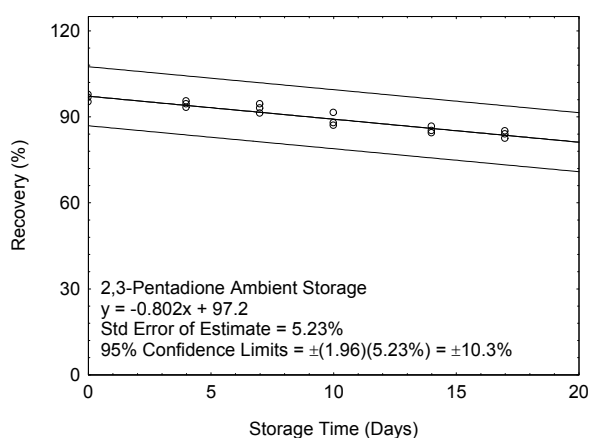 120
90
60
30
0
Recovery (%)
2,3-Pentadione Ambient Storage
y = -0.802x + 97.2
Std Error of Estimate = 5.23%
95% Confidence Limits = ±(1.96)(5.23%) = ±10.3%
0 5 10 15 20
Storage Time (Days)